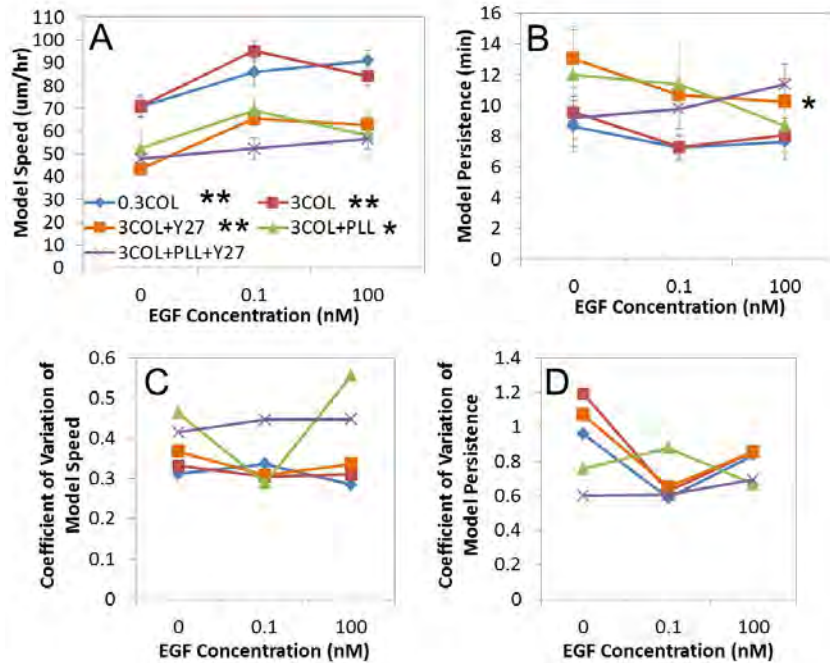 A
Model Speed (um/hr)
110
100
90
80
70
60
50
40
30
20
10
0
0.3COL **
3COL **
3COL+Y27 **
3COL+PLL *
3COL+PLL+Y27
0 0.1 100
EGF Concentration (nM)
B
Model Persistence (min)
16
14
12
10
8
6
4
2
0
*
0 0.1 100
EGF Concentration (nM)
C
Coefficient of Variation of
Model Speed
0.6
0.5
0.4
0.3
0.2
0.1
0
0 0.1 100
EGF Concentration (nM)
D
Coefficient of Variation of
Model Persistence
1.4
1.2
1
0.8
0.6
0.4
0.2
0
0 0.1 100
EGF Concentration (nM)